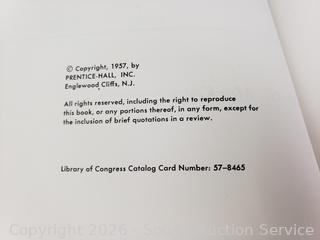 © Copyright, 1957, by
PRENTICE-HALL, INC.
Englewood Cliffs, N.J.
All rights reserved, including the right to reproduce
this book, or any portions thereof, in any form, except for
the inclusion of brief quotations in a review.
Library of Congress Catalog Card Number: 57–8465